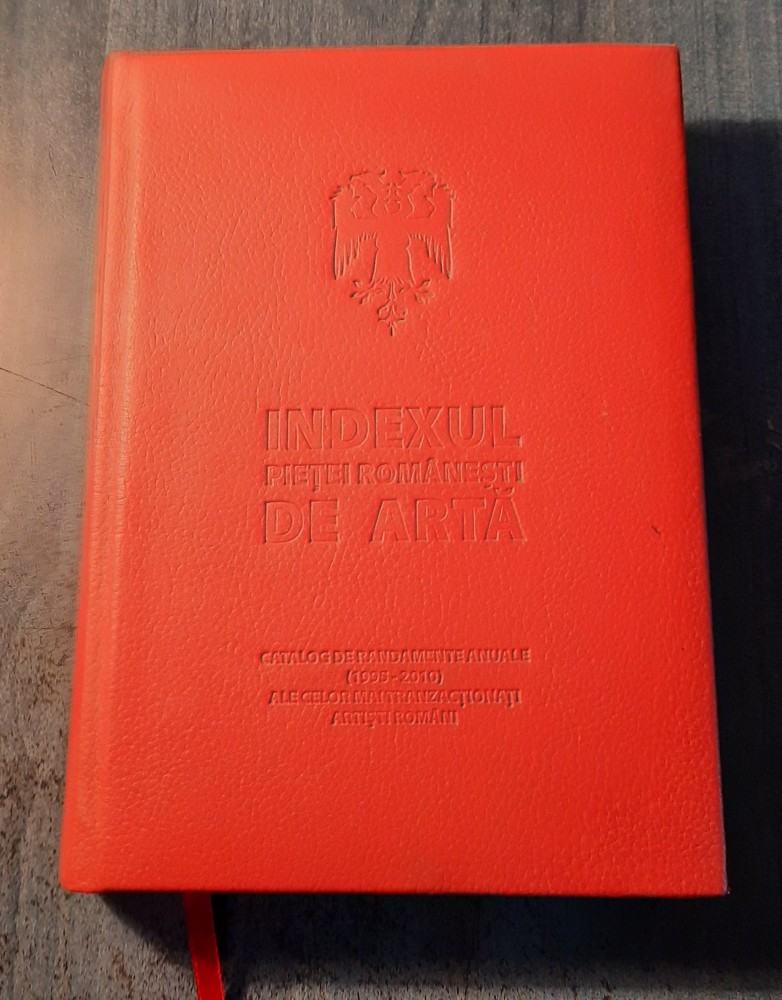 INDEXUL
PIEȚEI ROMÂNEȘTI
DE ARTĂ
CATALOG DE RANDAMENTE ANUALE
(1995 - 2010)
ALE CELOR MAI TRANZACȚIONAȚI
ARTIȘTI ROMÂNI